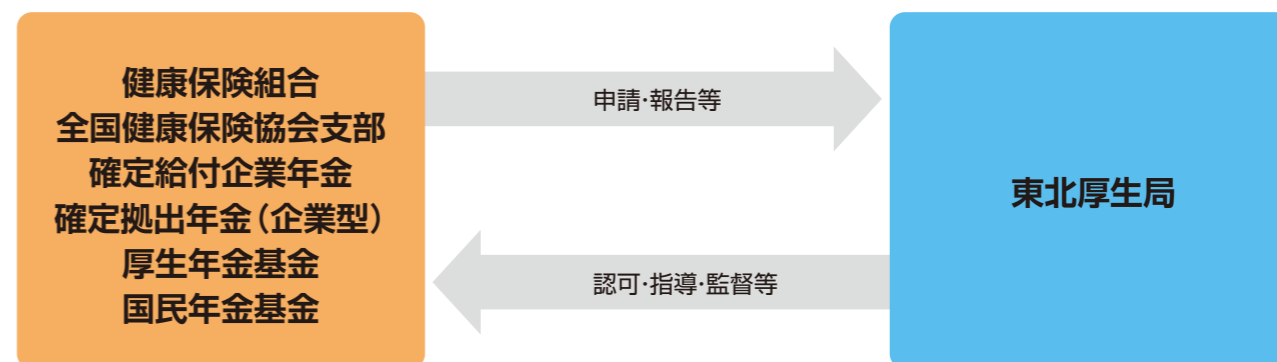 健康保険組合
全国健康保険協会支部
確定給付企業年金
確定拠出年金（企業型）
厚生年金基金
国民年金基金
申請･報告等
認可･指導･監督等
東北厚生局